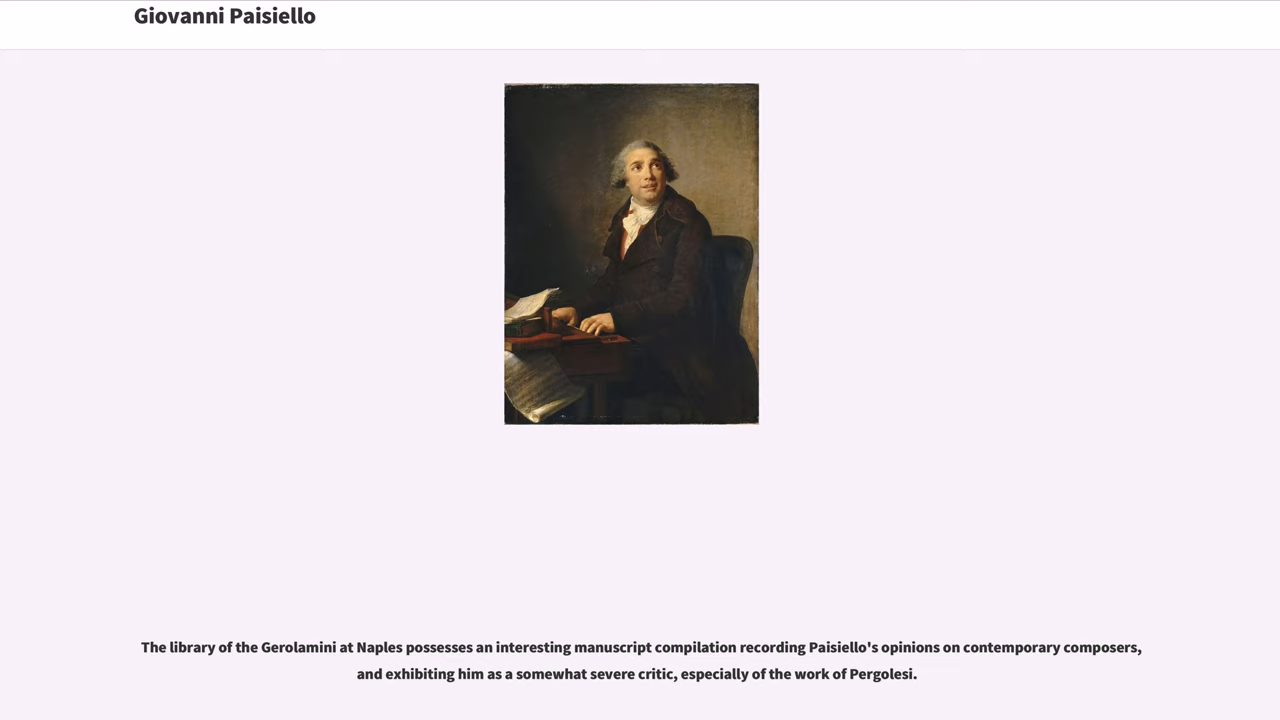 Giovanni Paisiello
The library of the Gerolamini at Naples possesses an interesting manuscript compilation recording Paisiello's opinions on contemporary composers,
and exhibiting him as a somewhat severe critic, especially of the work of Pergolesi.